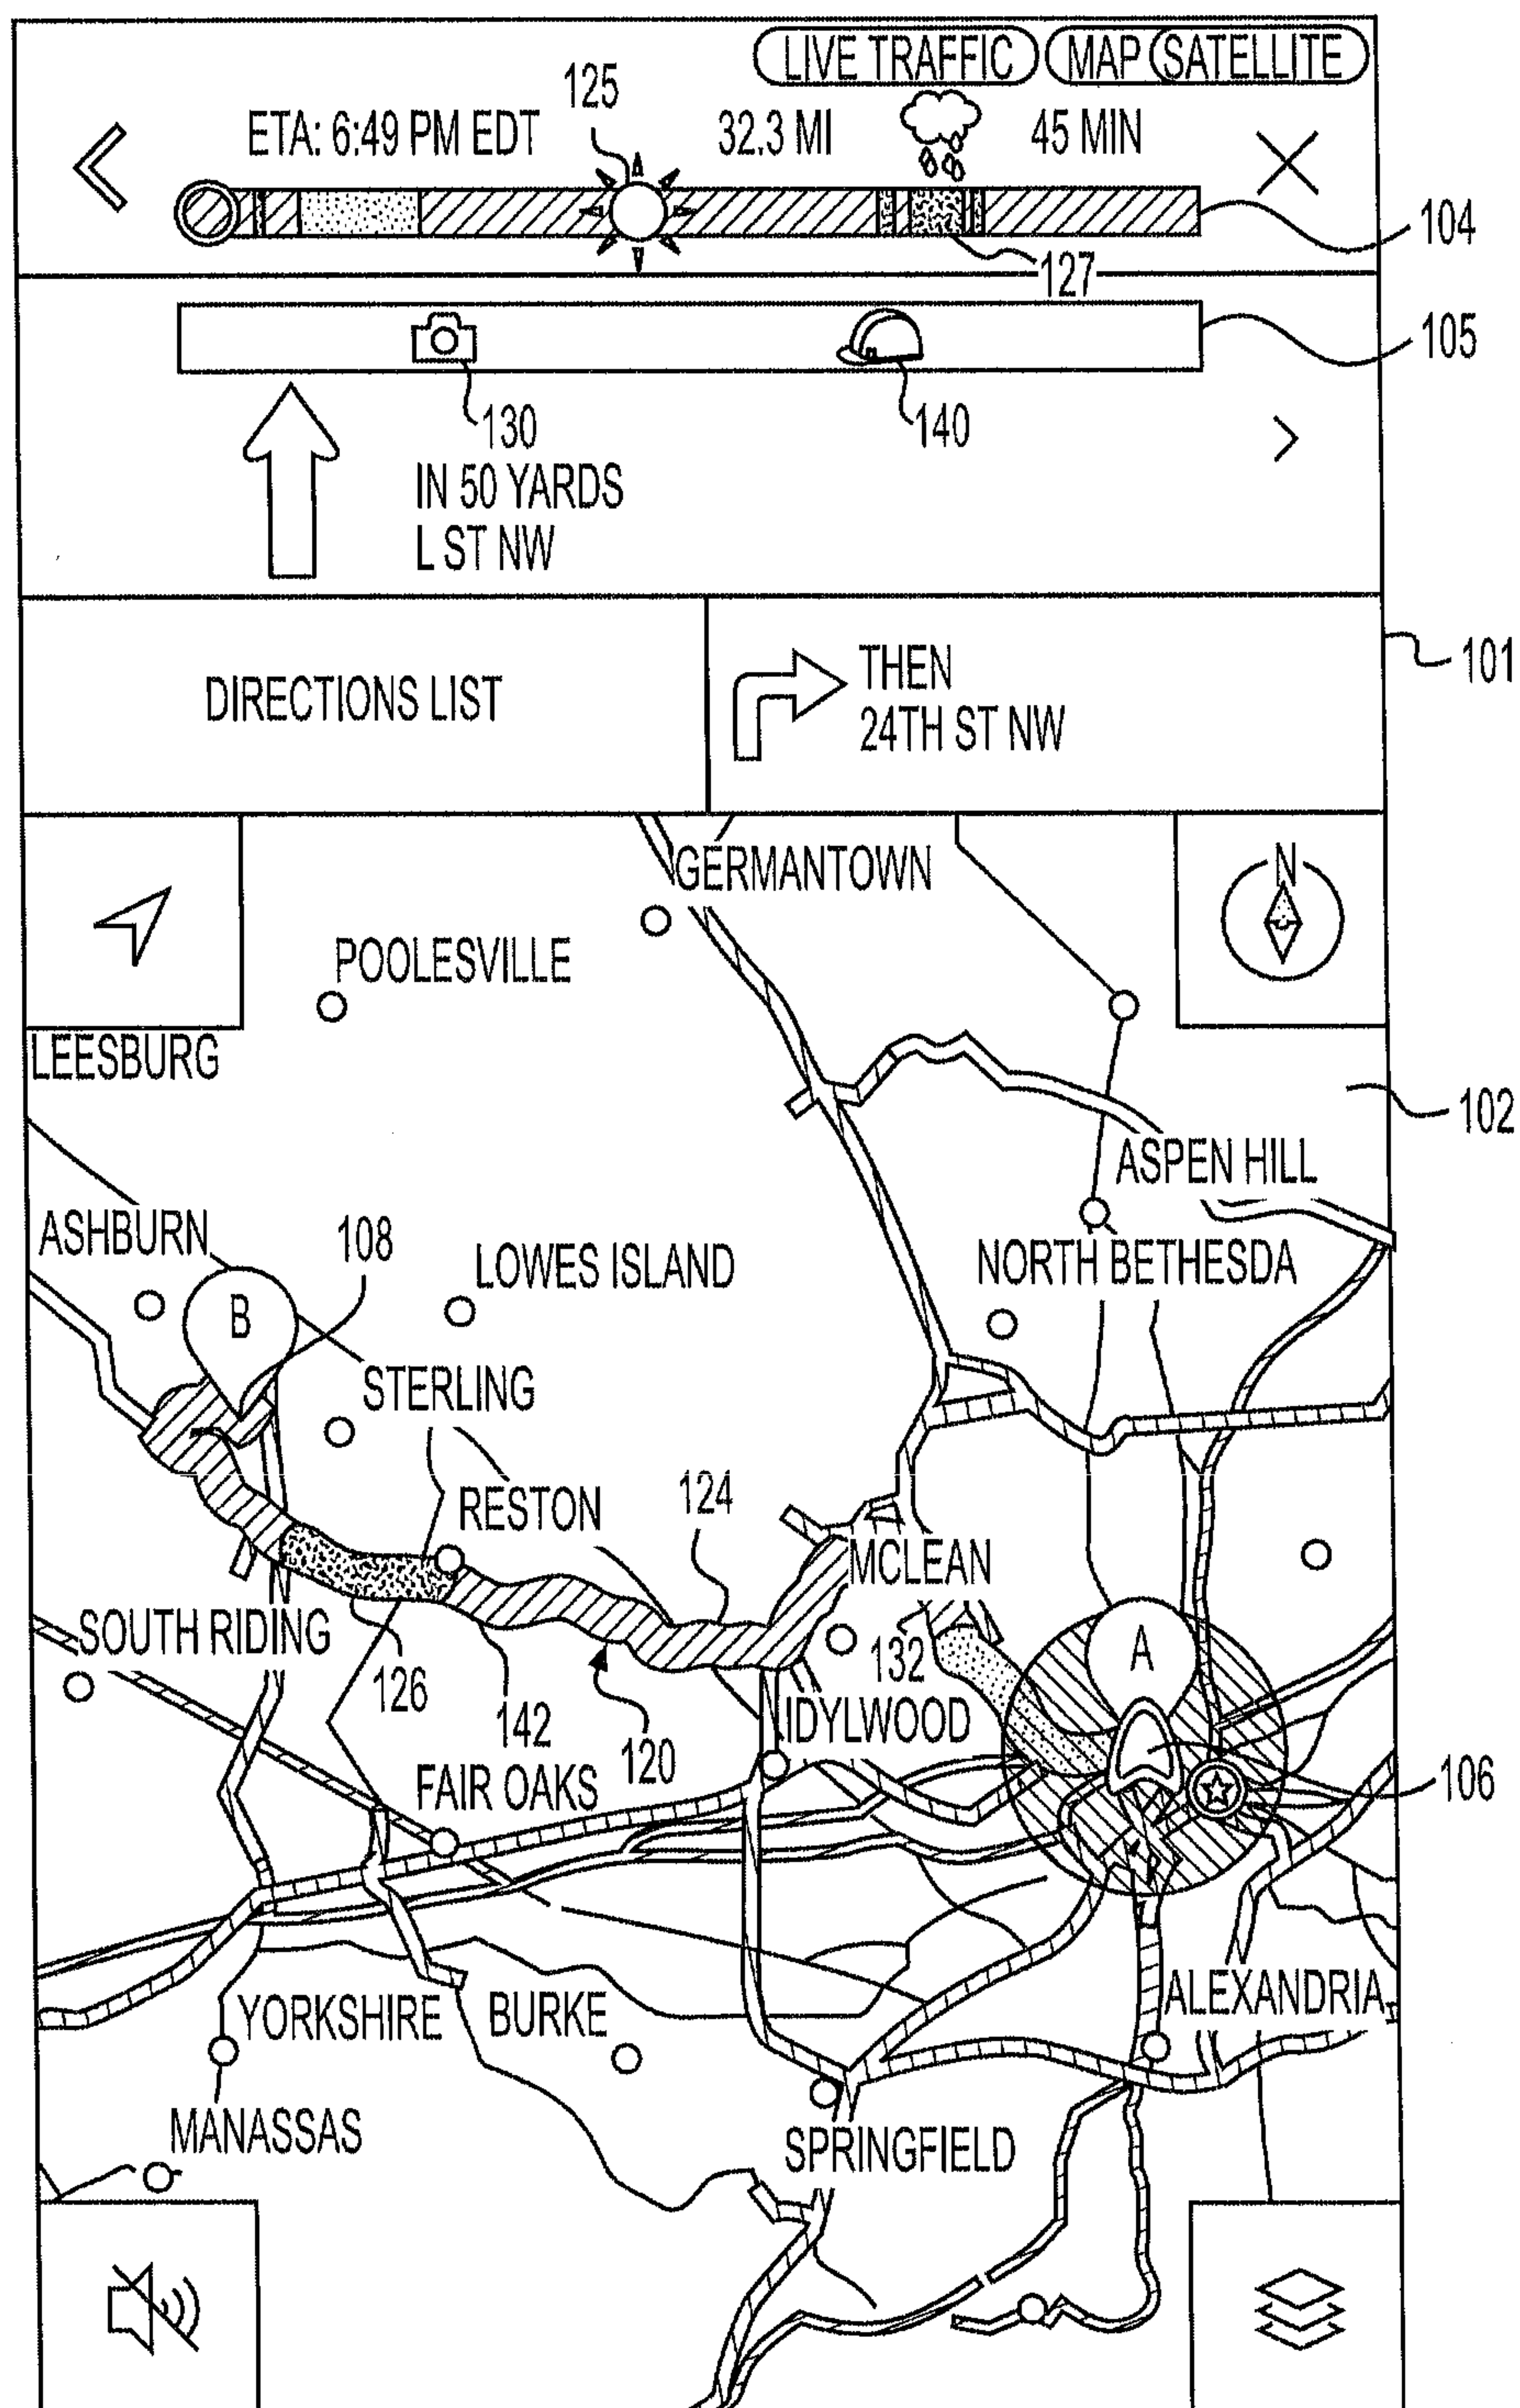 LIVE TRAFFIC MAP SATELLITE
125
ETA: 6:49 PM EDT 32.3 MI 45 MIN
104
127
105
130
140
IN 50 YARDS
L ST NW
101
DIRECTIONS LIST
THEN
24TH ST NW
GERMANTOWN
N
POOLESVILLE
LEESBURG
102
ASPEN HILL
ASHBURN
108
LOWES ISLAND
NORTH BETHESDA
B
STERLING
RESTON
124
MCLEAN
SOUTH RIDING
126
142
120
132
A
IDYLWOOD
FAIR OAKS
106
ALEXANDRIA
YORKSHIRE
BURKE
MANASSAS
SPRINGFIELD